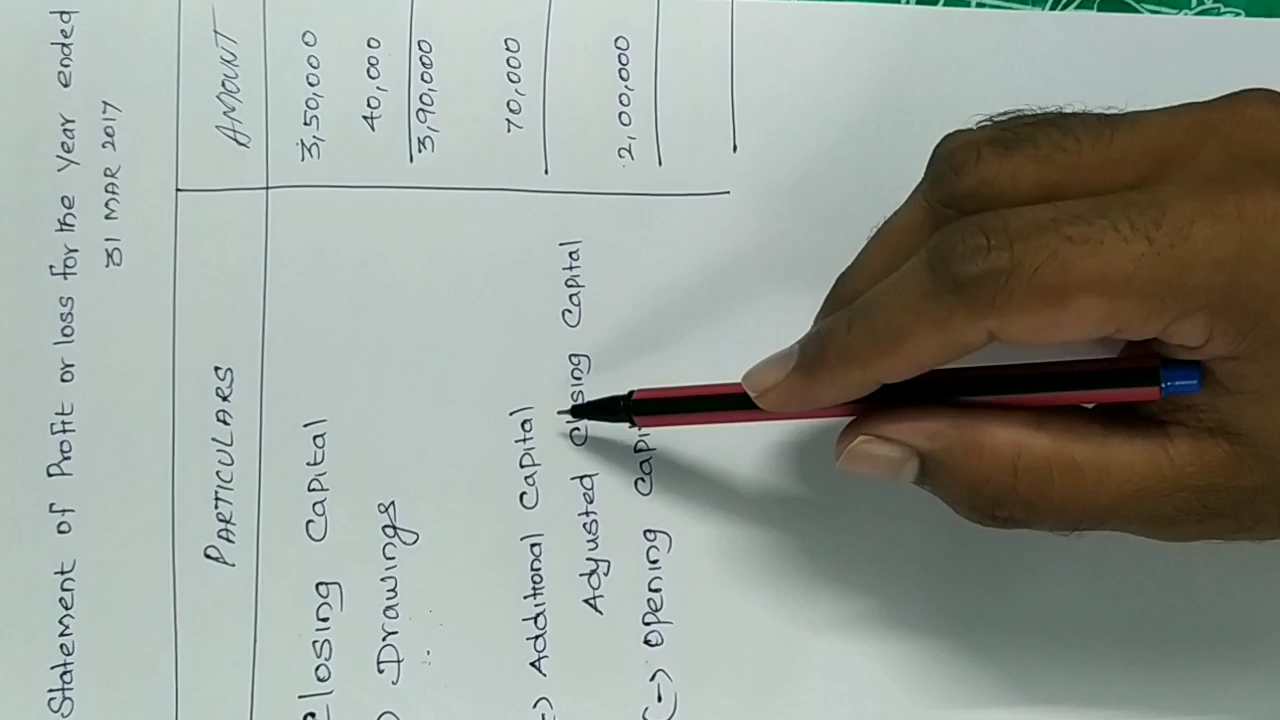 Statement of Profit or loss for the Year ended
31 MAR 2017
PARTICULARS AMOUNT
Closing Capital 3,50,000
) Drawings 40,000
3,90,000
-) Additional Capital 70,000
Adjusted Closing Capital
(-) Opening 2,00,000